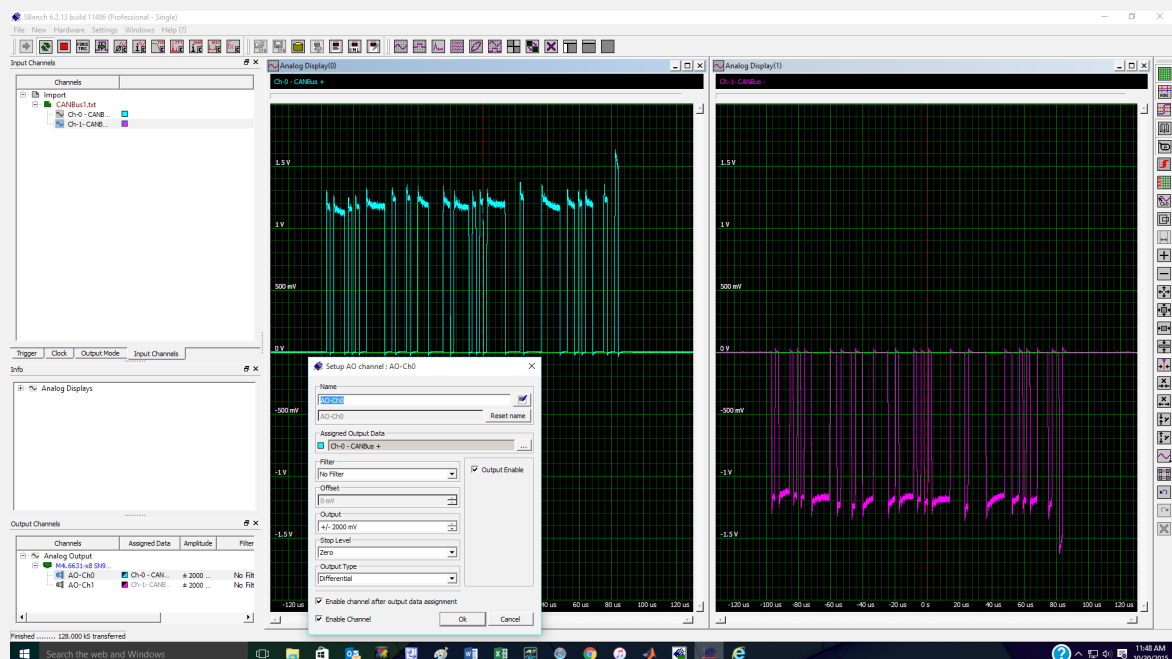 SBench 6.2.13 build 11486 (Professional - Single)
File New Hardware Settings Windows Help (?)
Input Channels
Channels
Import
CANBus1.txt
Ch-0 - CANB...
Ch-1- CANB...
Trigger Clock Output Mode Input Channels
Info
Analog Displays
Output Channels
Channels Assigned Data Amplitude Filter
Analog Output
M4i.6631-x8 SN9...
AO-Ch0 Ch-0 - CAN... ± 2000 ... No Filt
AO-Ch1 Ch-1- CANB... ± 2000 ... No Filt
Finished ........ 128.000 kS transferred
Analog Display(0)
Ch-0 - CANBus +
1.5 V
1 V
500 mV
0 V
-500 mV
-1 V
-1.5 V
-120 us
40 us 60 us 80 us 100 us 120 us
Analog Display(1)
Ch-1- CANBus -
1.5 V
1 V
500 mV
0 V
-500 mV
-1 V
-1.5 V
-120 us -100 us -80 us -60 us -40 us -20 us 0 s 20 us 40 us 60 us 80 us 100 us 120 us
Setup AO channel : AO-Ch0
Name
AO-Ch0
AO-Ch0
Reset name
Assigned Output Data
Ch-0 - CANBus +
...
Filter
No Filter
Output Enable
Offset
0 mV
Output
+/- 2000 mV
Stop Level
Zero
Output Type
Differential
Enable channel after output data assignment
Enable Channel
Ok Cancel
Search the web and Windows
11:48 AM
10/20/2015